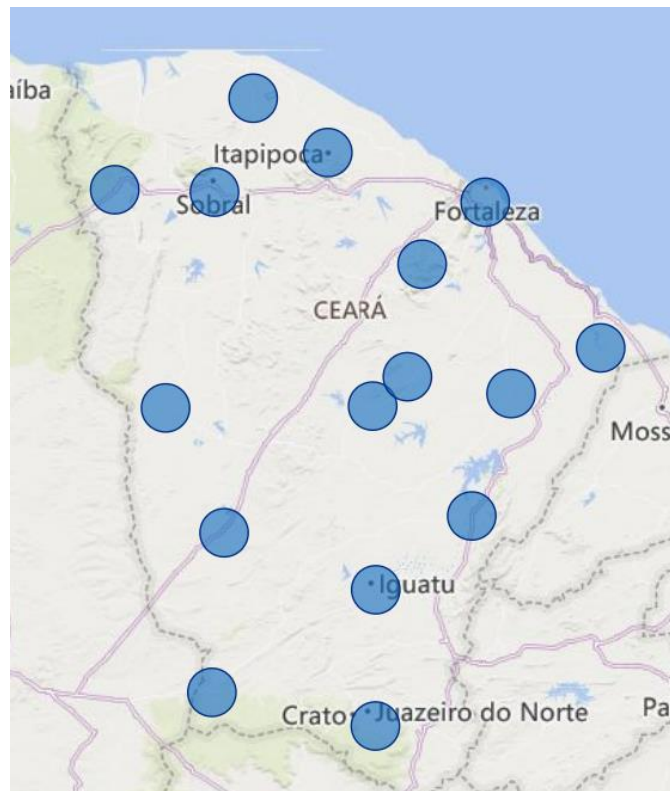 aíba
Itapipoca
Sobral
Fortaleza
CEARÁ
Moss
Iguatu
Crato
Juazeiro do Norte
Pa